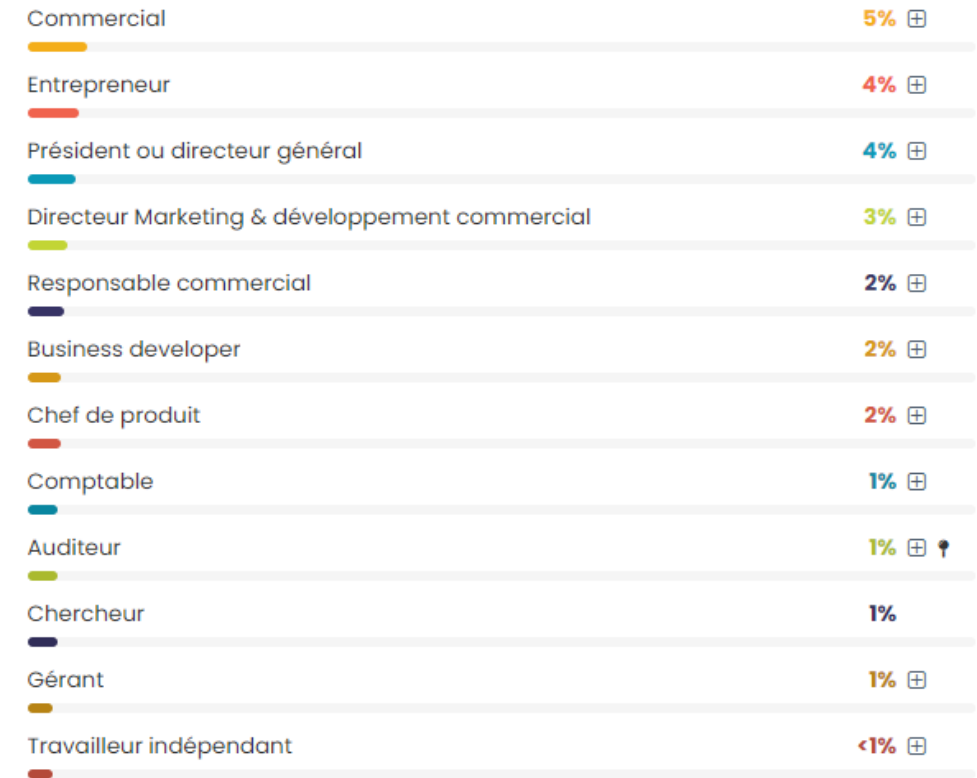 Commercial 5%
Entrepreneur 4%
Président ou directeur général 4%
Directeur Marketing & développement commercial 3%
Responsable commercial 2%
Business developer 2%
Chef de produit 2%
Comptable 1%
Auditeur 1%
Chercheur 1%
Gérant 1%
Travailleur indépendant <1%